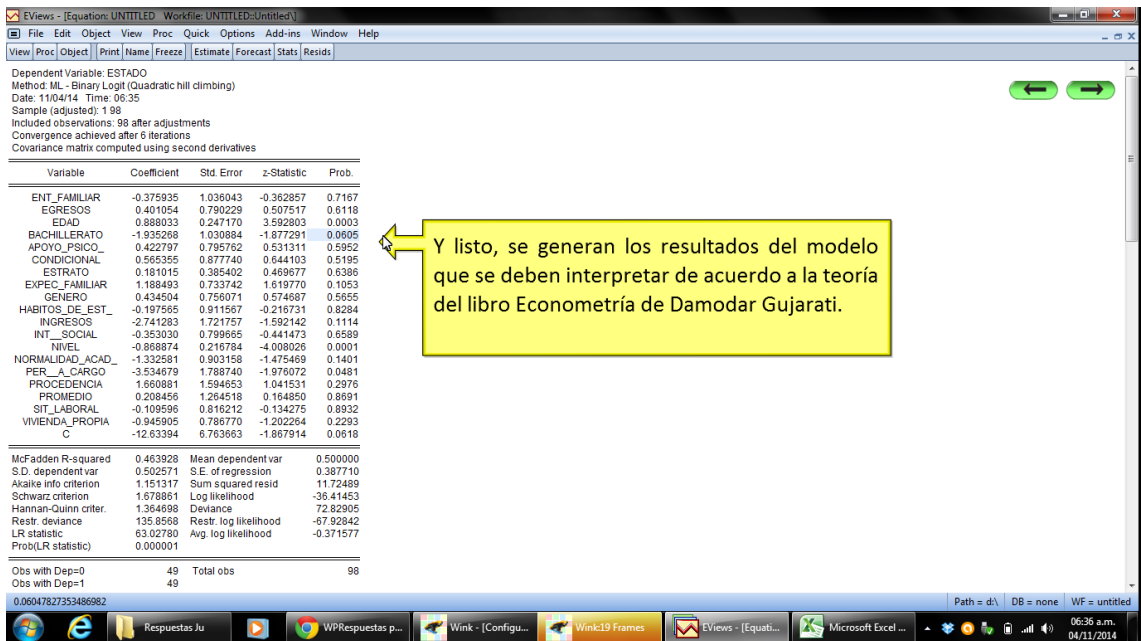 EViews - [Equation: UNTITLED Workfile: UNTITLED::Untitled\]
File Edit Object View Proc Quick Options Add-ins Window Help
View Proc Object Print Name Freeze Estimate Forecast Stats Resids
Dependent Variable: ESTADO
Method: ML - Binary Logit (Quadratic hill climbing)
Date: 11/04/14 Time: 06:35
Sample (adjusted): 1 98
Included observations: 98 after adjustments
Convergence achieved after 6 iterations
Covariance matrix computed using second derivatives
Variable Coefficient Std. Error z-Statistic Prob.
ENT_FAMILIAR -0.375935 1.036043 -0.362857 0.7167
EGRESOS 0.401054 0.790229 0.507517 0.6118
EDAD 0.888033 0.247170 3.592803 0.0003
BACHILLERATO -1.935268 1.030884 -1.877291 0.0605
APOYO_PSICO_ 0.422797 0.795762 0.531311 0.5952
CONDICIONAL 0.565355 0.877740 0.644103 0.5195
ESTRATO 0.181015 0.385402 0.469677 0.6386
EXPEC_FAMILIAR 1.188493 0.733742 1.619770 0.1053
GENERO 0.434504 0.756071 0.574687 0.5655
HABITOS_DE_EST_ -0.197565 0.911567 -0.216731 0.8284
INGRESOS -2.741283 1.721757 -1.592142 0.1114
INT__SOCIAL -0.353030 0.799665 -0.441473 0.6589
NIVEL -0.868874 0.216784 -4.008026 0.0001
NORMALIDAD_ACAD_ -1.332581 0.903158 -1.475469 0.1401
PER__A_CARGO -3.534679 1.788740 -1.976072 0.0481
PROCEDENCIA 1.660881 1.594653 1.041531 0.2976
PROMEDIO 0.208456 1.264518 0.164850 0.8691
SIT_LABORAL -0.109596 0.816212 -0.134275 0.8932
VIVIENDA_PROPIA -0.945905 0.786770 -1.202264 0.2293
C -12.63394 6.763663 -1.867914 0.0618
McFadden R-squared 0.463928 Mean dependent var 0.500000
S.D. dependent var 0.502571 S.E. of regression 0.387710
Akaike info criterion 1.151317 Sum squared resid 11.72489
Schwarz criterion 1.678861 Log likelihood -36.41453
Hannan-Quinn criter. 1.364698 Deviance 72.82905
Restr. deviance 135.8568 Restr. log likelihood -67.92842
LR statistic 63.02780 Avg. log likelihood -0.371577
Prob(LR statistic) 0.000001
Obs with Dep=0 49 Total obs 98
Obs with Dep=1 49
Y listo, se generan los resultados del modelo
que se deben interpretar de acuerdo a la teoría
del libro Econometría de Damodar Gujarati.
0.06047827353486982 Path = d:\ DB = none WF = untitled
Respuestas Ju WPRespuestas p... Wink - [Configu... Wink:19 Frames EViews - [Equati... Microsoft Excel ... 06:36 a.m.
04/11/2014